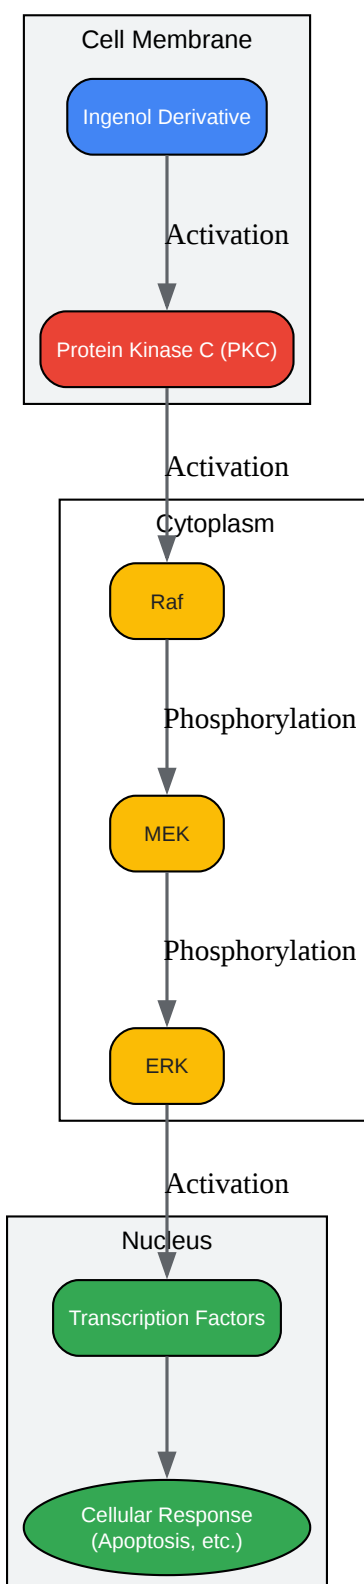 Cell Membrane
Ingenol Derivative
Activation
Protein Kinase C (PKC)
Activation
Cytoplasm
Raf
Phosphorylation
MEK
Phosphorylation
ERK
Activation
Nucleus
Transcription Factors
Cellular Response
(Apoptosis, etc.)